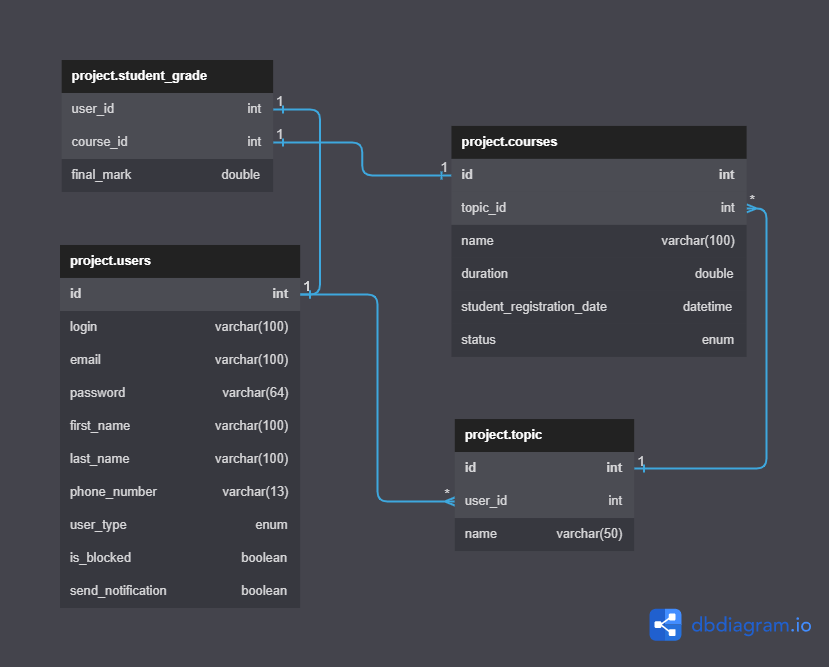 project.student_grade
user_id int 1
course_id int 1
final_mark double
project.courses
1 id int
topic_id int *
name varchar(100)
duration double
student_registration_date datetime
status enum
project.users
id int 1
login varchar(100)
email varchar(100)
password varchar(64)
first_name varchar(100)
last_name varchar(100)
phone_number varchar(13)
user_type enum
is_blocked boolean
send_notification boolean
project.topic
id int 1
* user_id int
name varchar(50)
dbdiagram.io